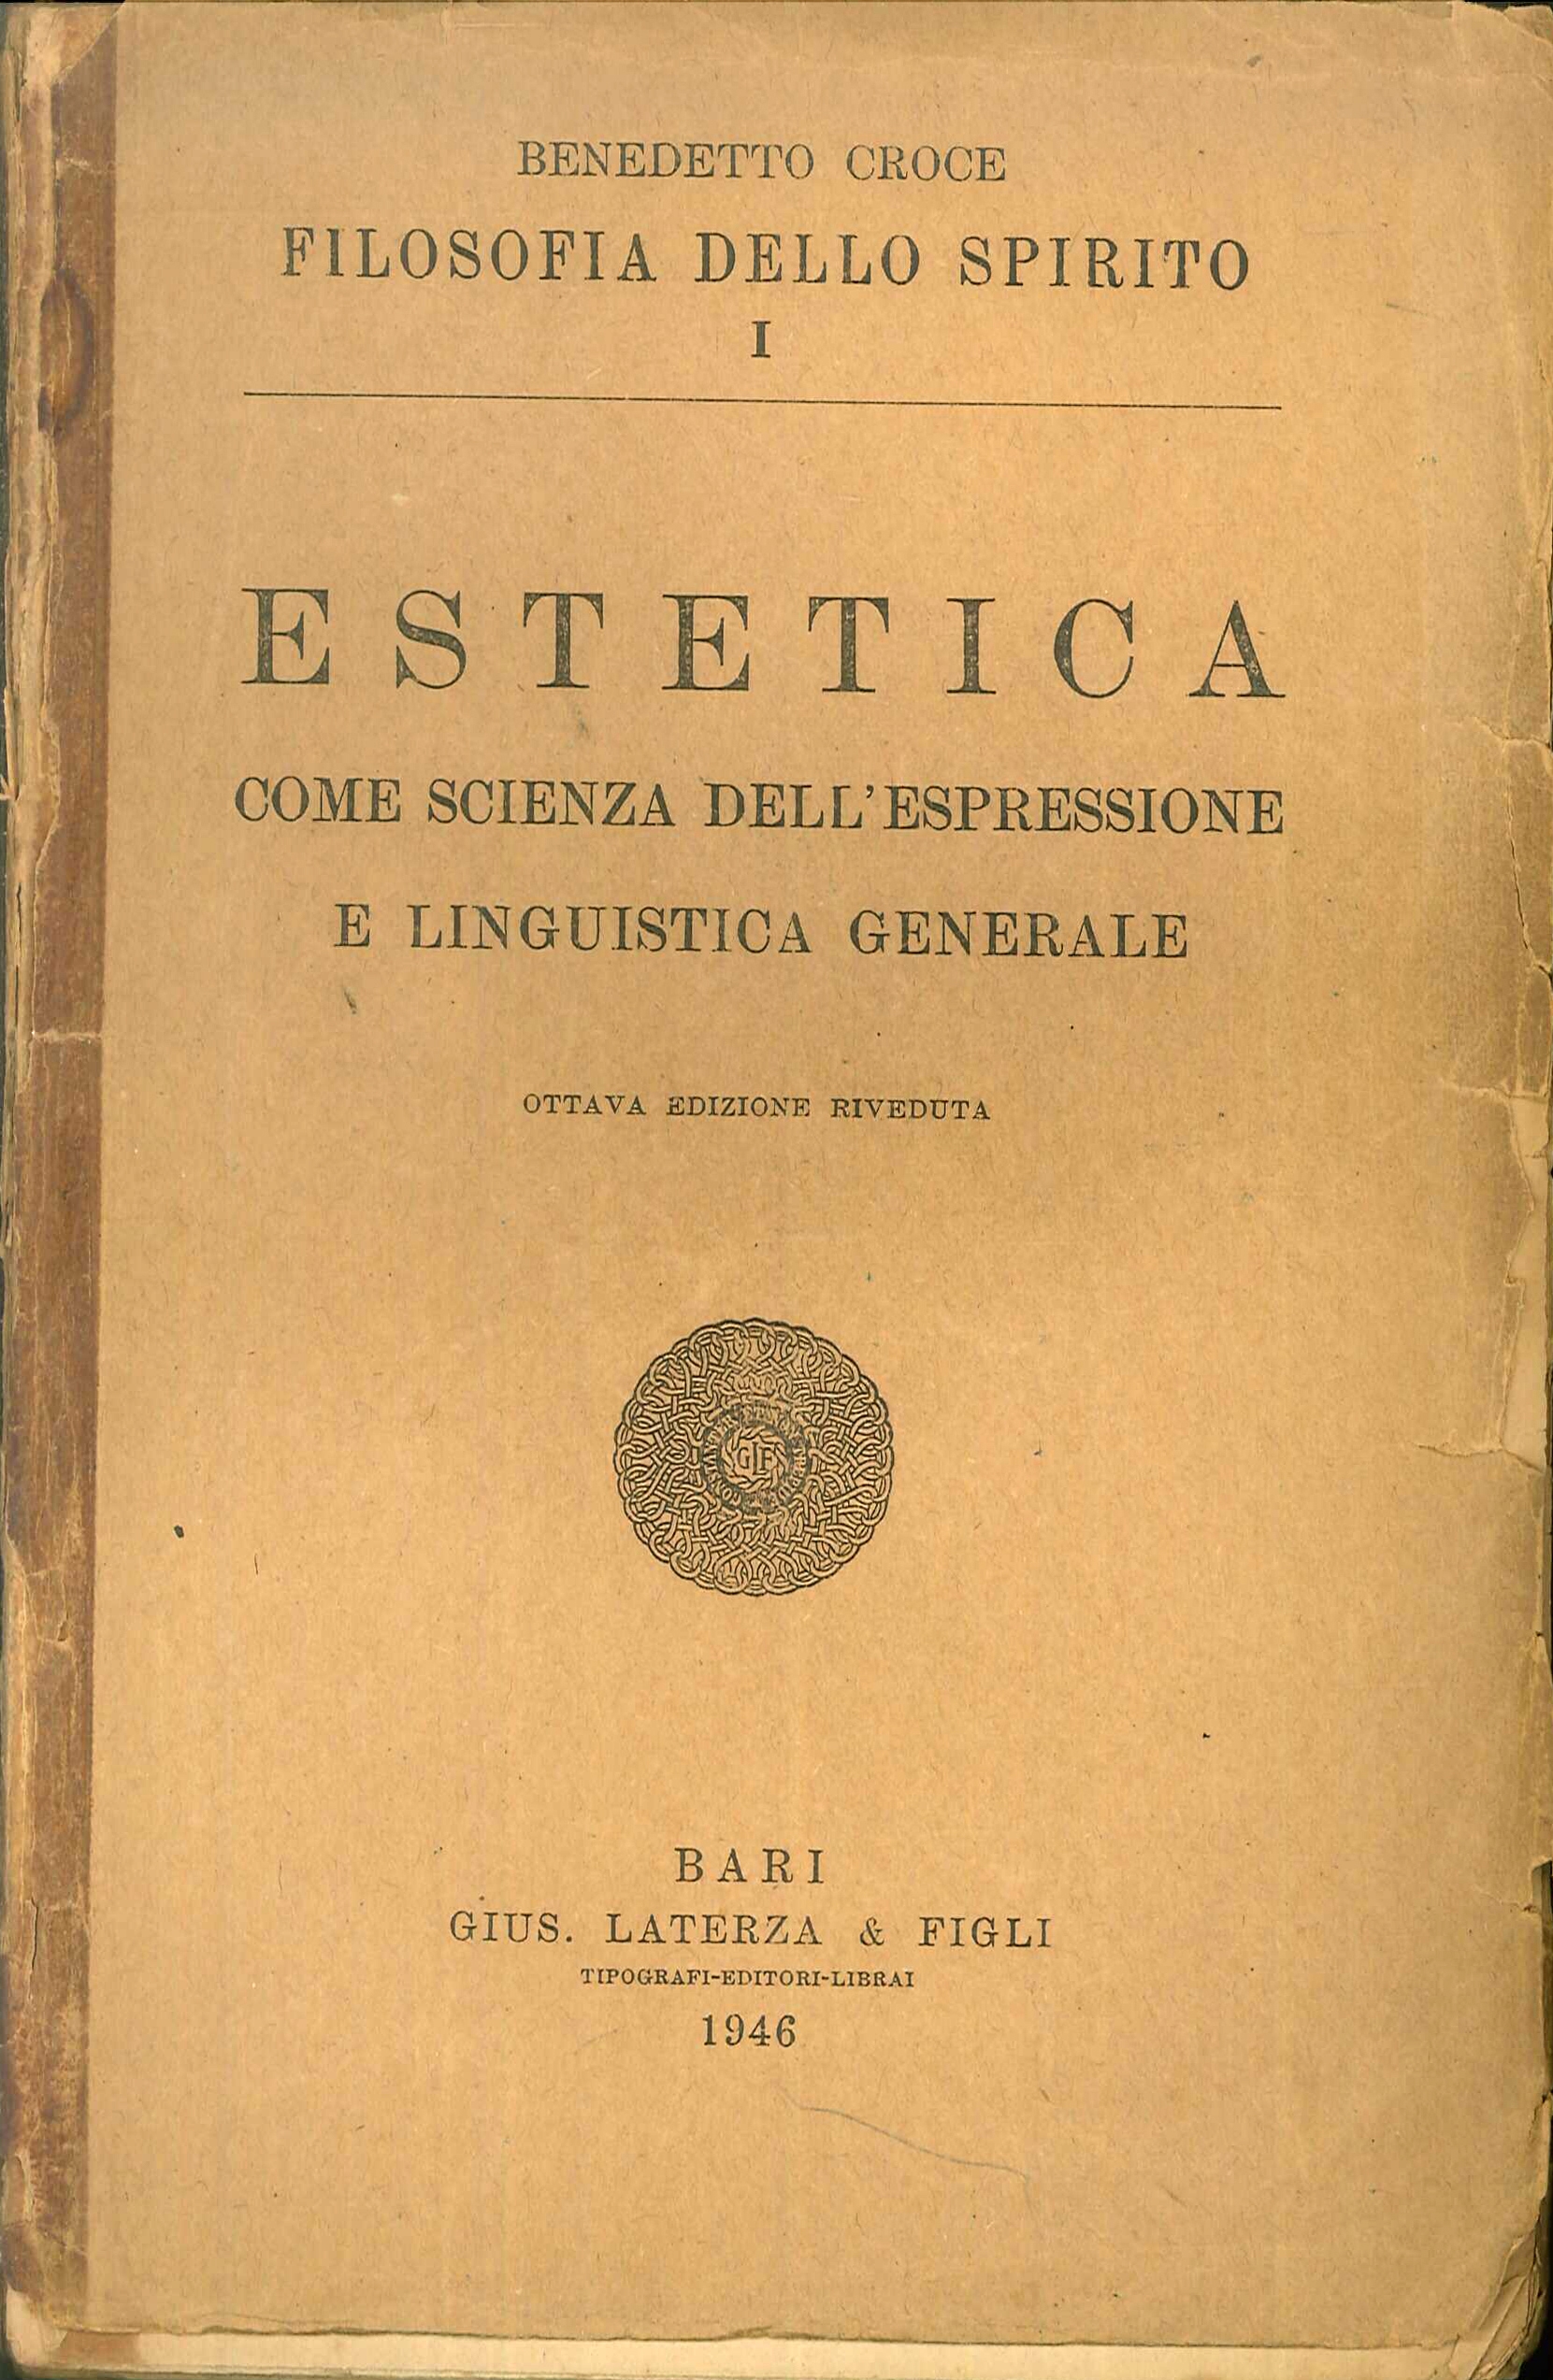 BENEDETTO CROCE
FILOSOFIA DELLO SPIRITO
I
ESTETICA
COME SCIENZA DELL'ESPRESSIONE
E LINGUISTICA GENERALE
OTTAVA EDIZIONE RIVEDUTA
GLF
BARI
GIUS. LATERZA & FIGLI
TIPOGRAFI-EDITORI-LIBRAI
1946